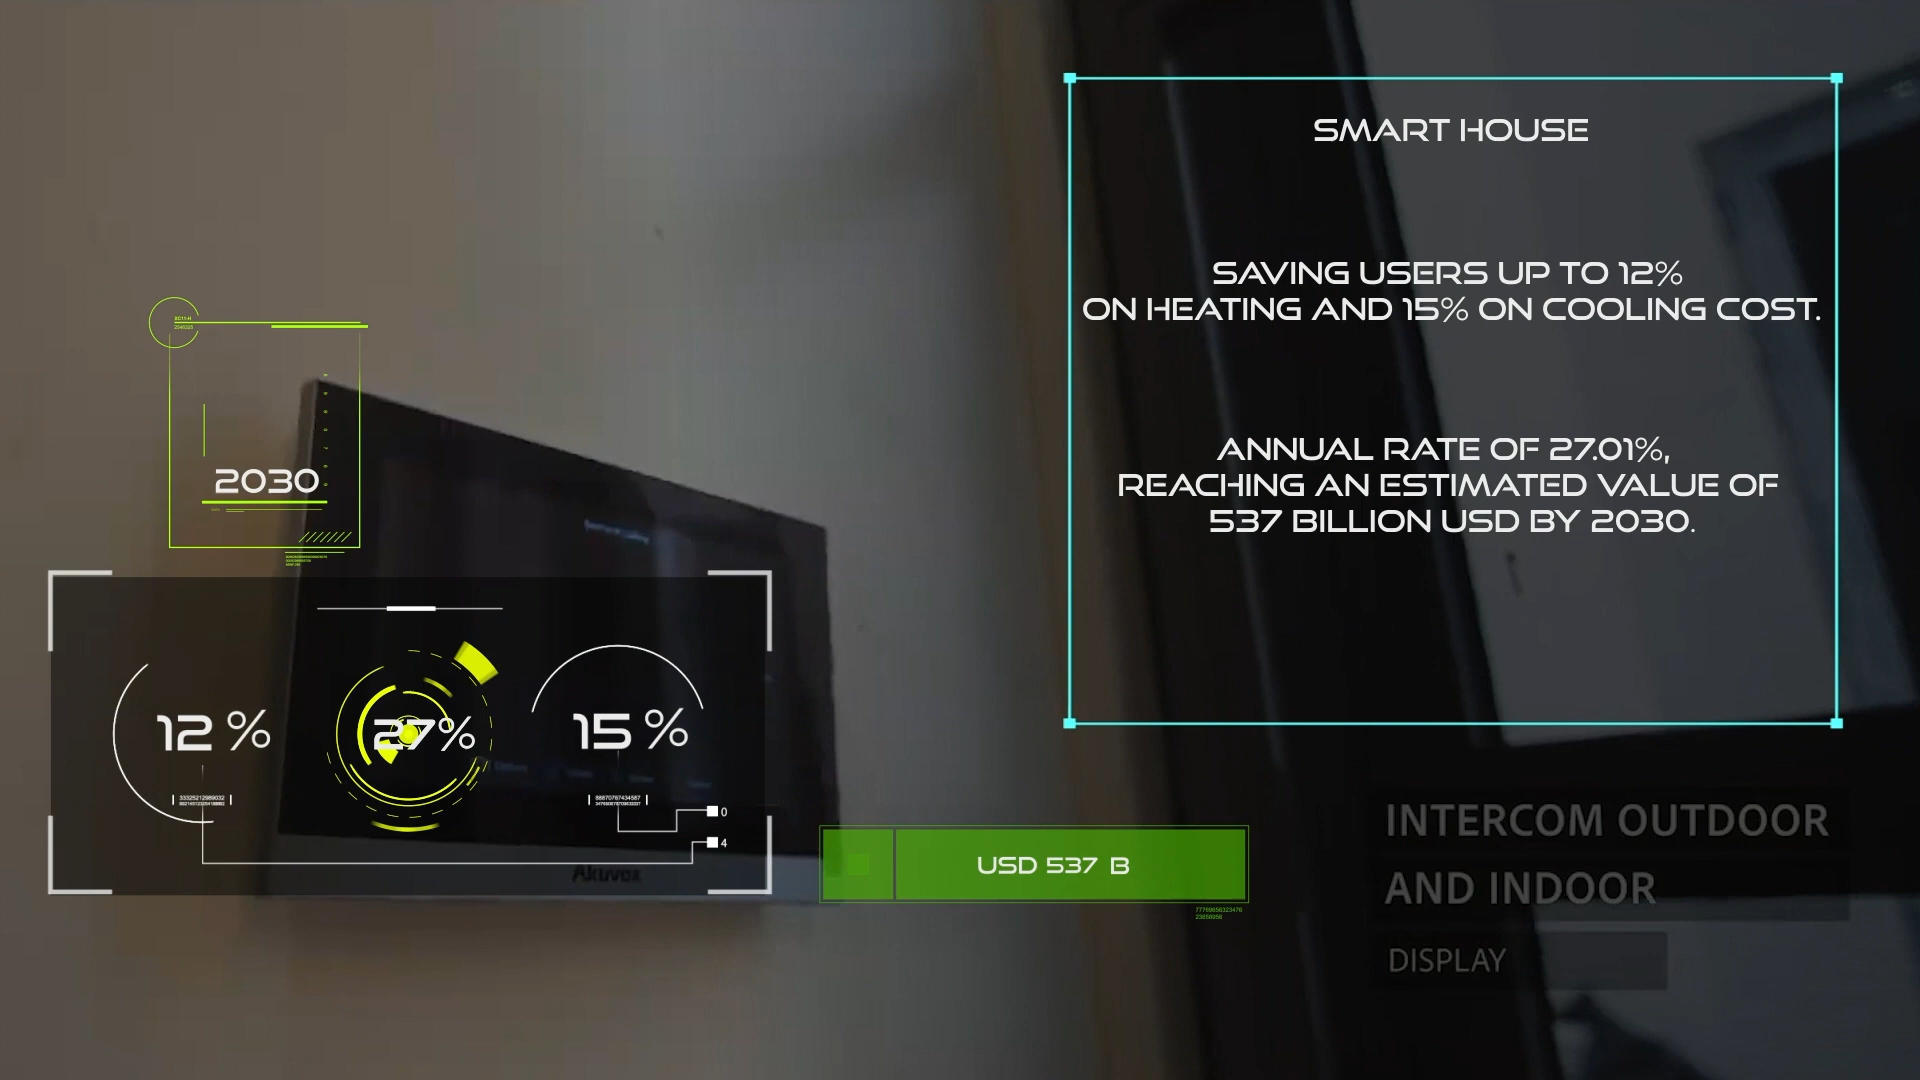 SMART HOUSE
SAVING USERS UP TO 12%
ON HEATING AND 15% ON COOLING COST.
ANNUAL RATE OF 27.01%,
REACHING AN ESTIMATED VALUE OF
537 BILLION USD BY 2030.
2030
12 %
27%
15 %
0
4
Akuvox
USD 537 B
INTERCOM OUTDOOR
AND INDOOR
DISPLAY